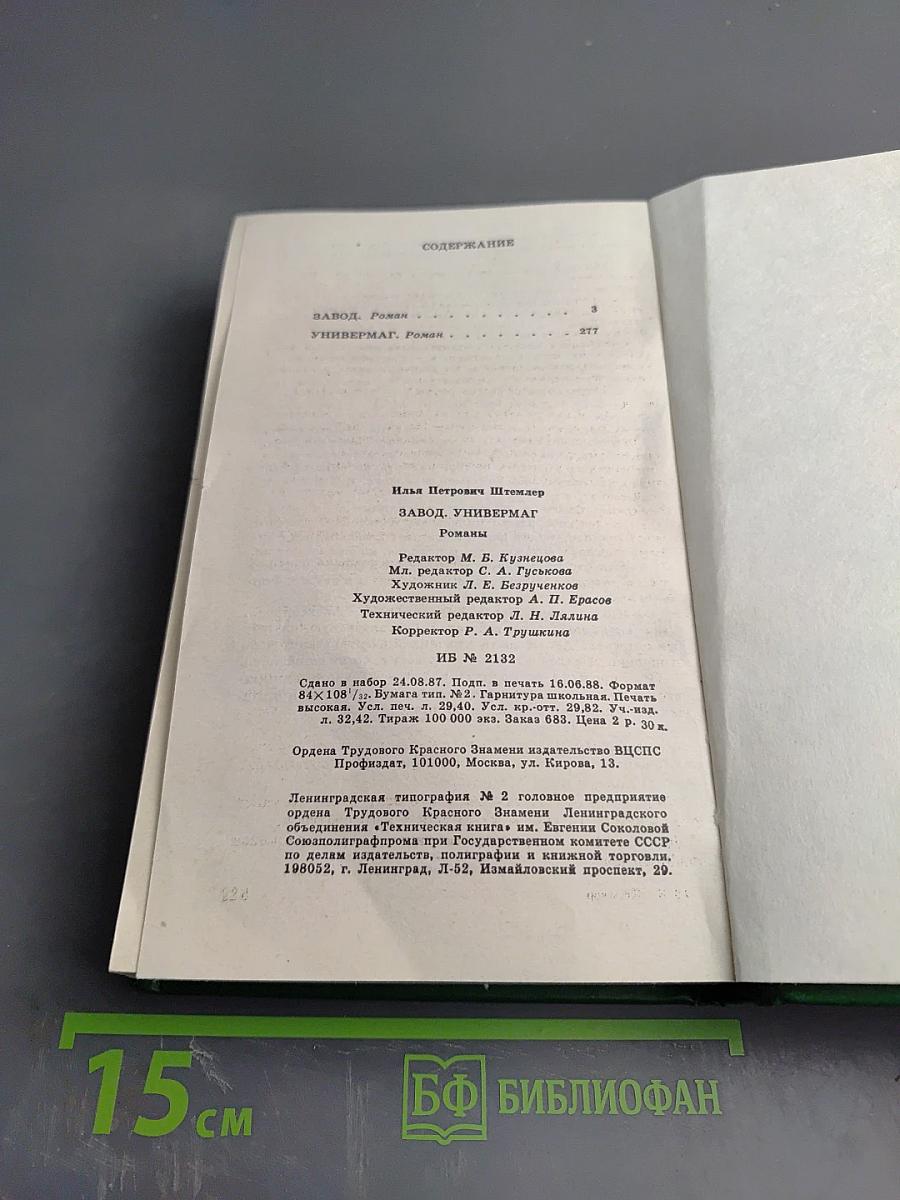 СОДЕРЖАНИЕ
ЗАВОД. Роман . . . . . . . . . . 3
УНИВЕРМАГ. Роман . . . . . . . . 277
Илья Петрович Штемлер
ЗАВОД. УНИВЕРМАГ
Романы
Редактор М. Б. Кузнецова
Мл. редактор С. А. Гуськова
Художник Л. Е. Безрученков
Художественный редактор А. П. Ерасов
Технический редактор Л. Н. Лялина
Корректор Р. А. Трушкина
ИБ № 2132
Сдано в набор 24.08.87. Подп. в печать 16.06.88. Формат
84×108 1/32. Бумага тип. №2. Гарнитура школьная. Печать
высокая. Усл. печ. л. 29,40. Усл. кр.-отт. 29,82. Уч.-изд.
л. 32,42. Тираж 100 000 экз. Заказ 683. Цена 2 р. 30 к.
Ордена Трудового Красного Знамени издательство ВЦСПС
Профиздат, 101000, Москва, ул. Кирова, 13.
Ленинградская типография № 2 головное предприятие
ордена Трудового Красного Знамени Ленинградского
объединения «Техническая книга» им. Евгении Соколовой
Союзполиграфпрома при Государственном комитете СССР
по делам издательств, полиграфии и книжной торговли.
198052, г. Ленинград, Л-52, Измайловский проспект, 29.
15 см
БФ БИБЛИОФАН